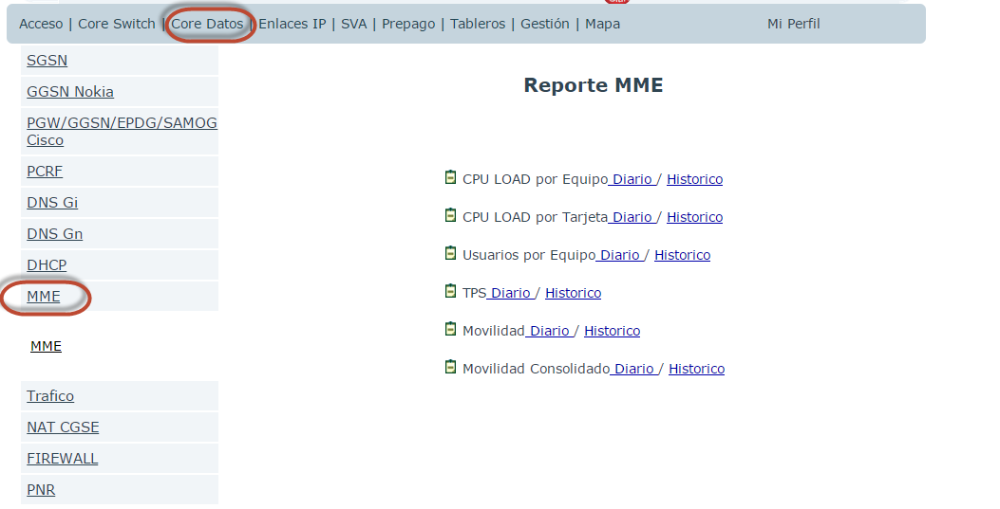 Acceso | Core Switch | Core Datos | Enlaces IP | SVA | Prepago | Tableros | Gestión | Mapa Mi Perfil
SGSN
GGSN Nokia
PGW/GGSN/EPDG/SAMOG
Cisco
PCRF
DNS Gi
DNS Gn
DHCP
MME
MME
Trafico
NAT CGSE
FIREWALL
PNR
Reporte MME
CPU LOAD por Equipo Diario / Historico
CPU LOAD por Tarjeta Diario / Historico
Usuarios por Equipo Diario / Historico
TPS Diario / Historico
Movilidad Diario / Historico
Movilidad Consolidado Diario / Historico